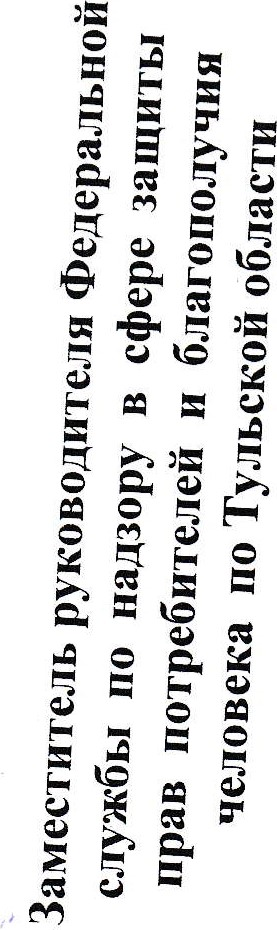 Заместитель руководителя Федеральной
службы по надзору в сфере защиты
прав потребителей и благополучия
человека по Тульской области